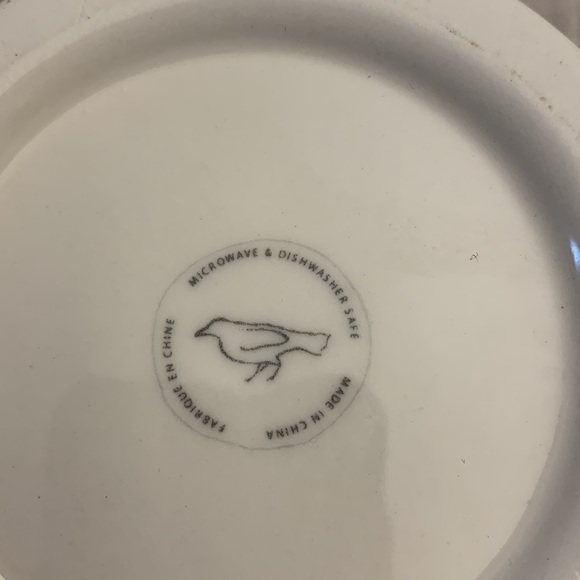 MICROWAVE & DISHWASHER SAFE
MADE IN CHINA
FABRIQUE EN CHINE